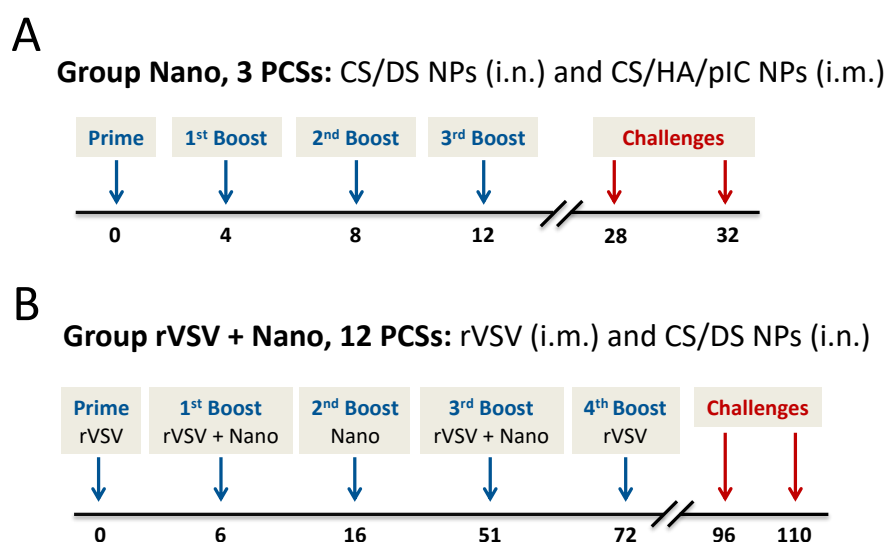 A
Group Nano, 3 PCSs: CS/DS NPs (i.n.) and CS/HA/pIC NPs (i.m.)
Prime 1st Boost 2nd Boost 3rd Boost Challenges
0 4 8 12 28 32
B
Group rVSV + Nano, 12 PCSs: rVSV (i.m.) and CS/DS NPs (i.n.)
Prime 1st Boost 2nd Boost 3rd Boost 4th Boost Challenges
rVSV rVSV + Nano Nano rVSV + Nano rVSV
0 6 16 51 72 96 110